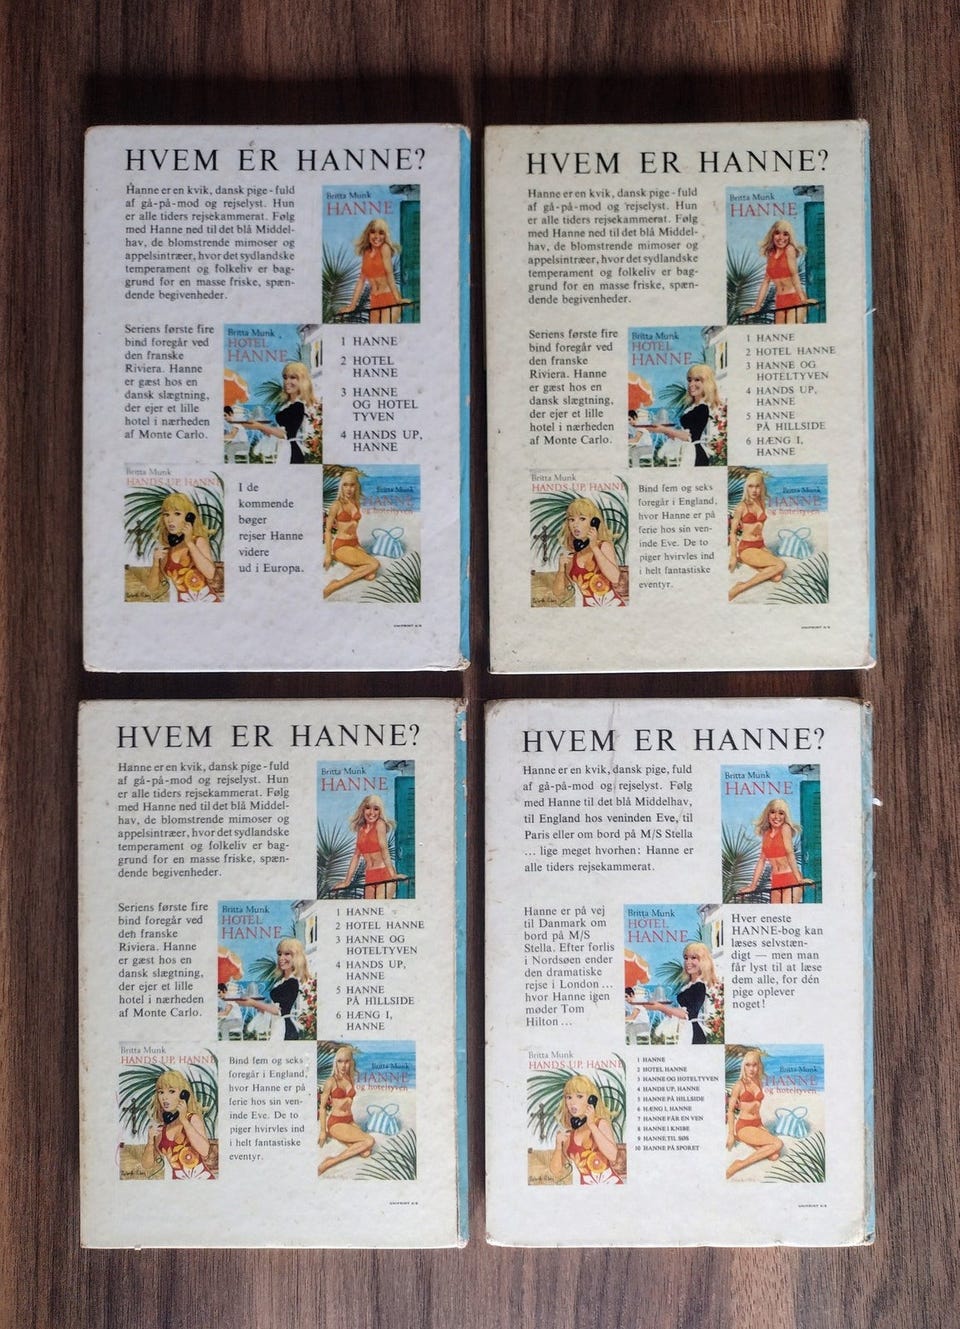 HVEM ER HANNE?
Hanne er en kvik, dansk pige - fuld
af gå-på-mod og rejselyst. Hun
er alle tiders rejsekammerat. Følg
med Hanne ned til det blå Middel-
hav, de blomstrende mimoser og
appelsintræer, hvor det sydlandske
temperament og folkeliv er bag-
grund for en masse friske, spæn-
dende begivenheder.
Britta Munk
HANNE
Seriens første fire
bind foregår ved
den franske
Riviera. Hanne
er gæst hos en
dansk slægtning,
der ejer et lille
hotel i nærheden
af Monte Carlo.
Britta Munk
HOTEL
HANNE
1 HANNE
2 HOTEL
HANNE
3 HANNE
OG HOTEL
TYVEN
4 HANDS UP,
HANNE
Britta Munk
HANDS UP, HANNE
I de
kommende
bøger
rejser Hanne
videre
ud i Europa.
Britta Munk
HANNE
og hoteltyven
UNIPRINT A/S
HVEM ER HANNE?
Hanne er en kvik, dansk pige - fuld
af gå-på-mod og rejselyst. Hun
er alle tiders rejsekammerat. Følg
med Hanne ned til det blå Middel-
hav, de blomstrende mimoser og
appelsintræer, hvor det sydlandske
temperament og folkeliv er bag-
grund for en masse friske, spæn-
dende begivenheder.
Britta Munk
HANNE
Seriens første fire
bind foregår ved
den franske
Riviera. Hanne
er gæst hos en
dansk slægtning,
der ejer et lille
hotel i nærheden
af Monte Carlo.
Britta Munk
HOTEL
HANNE
1 HANNE
2 HOTEL HANNE
3 HANNE OG
HOTELTYVEN
4 HANDS UP,
HANNE
5 HANNE
PÅ HILLSIDE
6 HÆNG I,
HANNE
Britta Munk
HANDS UP, HANNE
Bind fem og seks
foregår i England,
hvor Hanne er på
ferie hos sin ven-
inde Eve. De to
piger hvirvles ind
i helt fantastiske
eventyr.
Britta Munk
HANNE
og hoteltyven
UNIPRINT A/S
HVEM ER HANNE?
Hanne er en kvik, dansk pige - fuld
af gå-på-mod og rejselyst. Hun
er alle tiders rejsekammerat. Følg
med Hanne ned til det blå Middel-
hav, de blomstrende mimoser og
appelsintræer, hvor det sydlandske
temperament og folkeliv er bag-
grund for en masse friske, spæn-
dende begivenheder.
Britta Munk
HANNE
Seriens første fire
bind foregår ved
den franske
Riviera. Hanne
er gæst hos en
dansk slægtning,
der ejer et lille
hotel i nærheden
af Monte Carlo.
Britta Munk
HOTEL
HANNE
1 HANNE
2 HOTEL HANNE
3 HANNE OG
HOTELTYVEN
4 HANDS UP,
HANNE
5 HANNE
PÅ HILLSIDE
6 HÆNG I,
HANNE
Britta Munk
HANDS UP, HANNE
Bind fem og seks
foregår i England,
hvor Hanne er på
ferie hos sin ven-
inde Eve. De to
piger hvirvles ind
i helt fantastiske
eventyr.
Britta Munk
HANNE
og hoteltyven
UNIPRINT A/S
HVEM ER HANNE?
Hanne er en kvik, dansk pige, fuld
af gå-på-mod og rejselyst. Følg
med Hanne til det blå Middelhav,
til England hos veninden Eve, til
Paris eller om bord på M/S Stella
... lige meget hvorhen: Hanne er
alle tiders rejsekammerat.
Britta Munk
HANNE
Hanne er på vej
til Danmark om
bord på M/S
Stella. Efter forlis
i Nordsøen ender
den dramatiske
rejse i London ...
hvor Hanne igen
møder Tom
Hilton ...
Britta Munk
HOTEL
HANNE
Hver eneste
HANNE-bog kan
læses selvstæn-
digt — men man
får lyst til at læse
dem alle, for dén
pige oplever
noget!
Britta Munk
HANDS UP, HANNE
1 HANNE
2 HOTEL HANNE
3 HANNE OG HOTELTYVEN
4 HANDS UP, HANNE
5 HANNE PÅ HILLSIDE
6 HÆNG I, HANNE
7 HANNE FÅR EN VEN
8 HANNE I KNIBE
9 HANNE TIL SØS
10 HANNE PÅ SPORET
Britta Munk
HANNE
og hoteltyven
UNIPRINT A/S